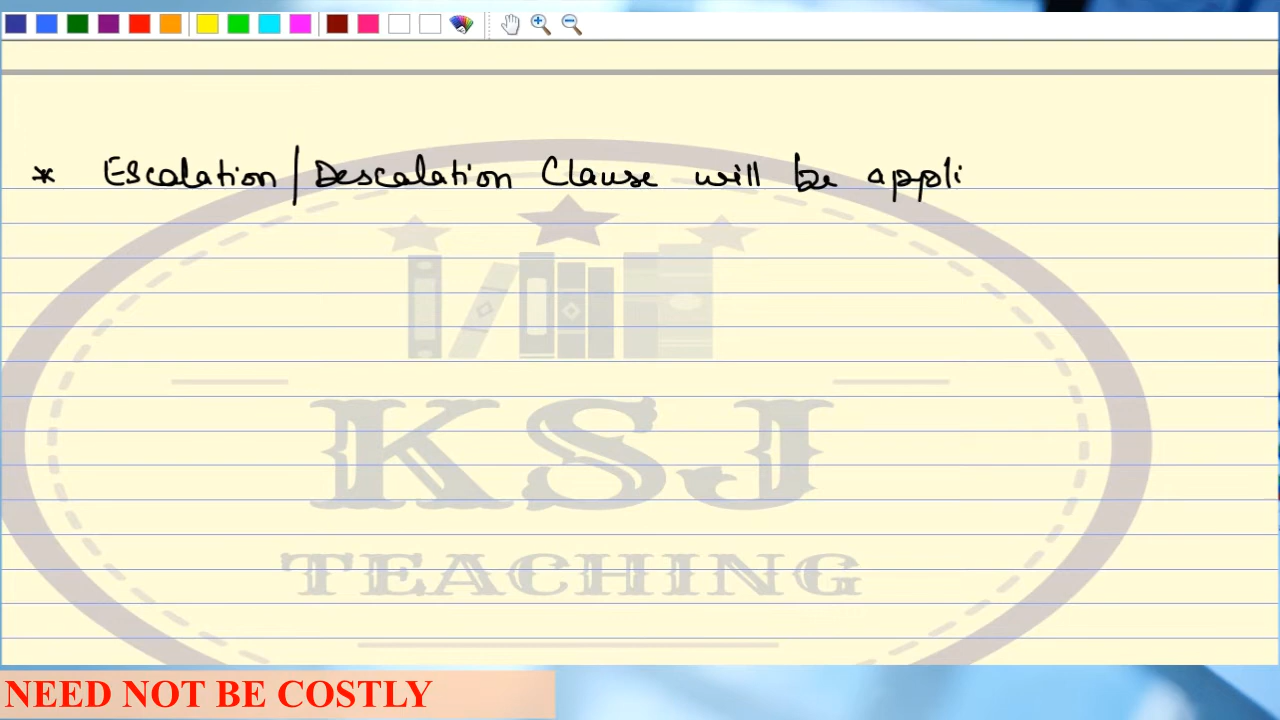 * Escalation/Descalation Clause will be appli
KSJ
TEACHING
NEED NOT BE COSTLY